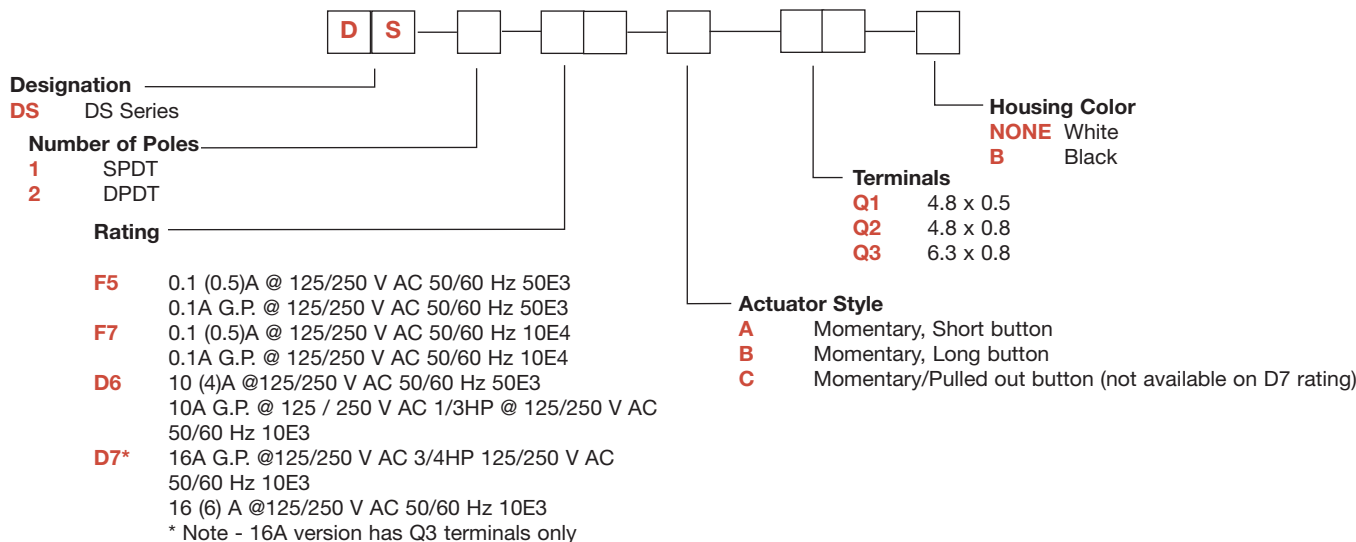 D S
Designation
DS DS Series
Number of Poles
1 SPDT
2 DPDT
Rating
F5 0.1 (0.5)A @ 125/250 V AC 50/60 Hz 50E3
0.1A G.P. @ 125/250 V AC 50/60 Hz 50E3
F7 0.1 (0.5)A @ 125/250 V AC 50/60 Hz 10E4
0.1A G.P. @ 125/250 V AC 50/60 Hz 10E4
D6 10 (4)A @125/250 V AC 50/60 Hz 50E3
10A G.P. @ 125 / 250 V AC 1/3HP @ 125/250 V AC
50/60 Hz 10E3
D7* 16A G.P. @125/250 V AC 3/4HP 125/250 V AC
50/60 Hz 10E3
16 (6) A @125/250 V AC 50/60 Hz 10E3
* Note - 16A version has Q3 terminals only
Actuator Style
A Momentary, Short button
B Momentary, Long button
C Momentary/Pulled out button (not available on D7 rating)
Terminals
Q1 4.8 x 0.5
Q2 4.8 x 0.8
Q3 6.3 x 0.8
Housing Color
NONE White
B Black